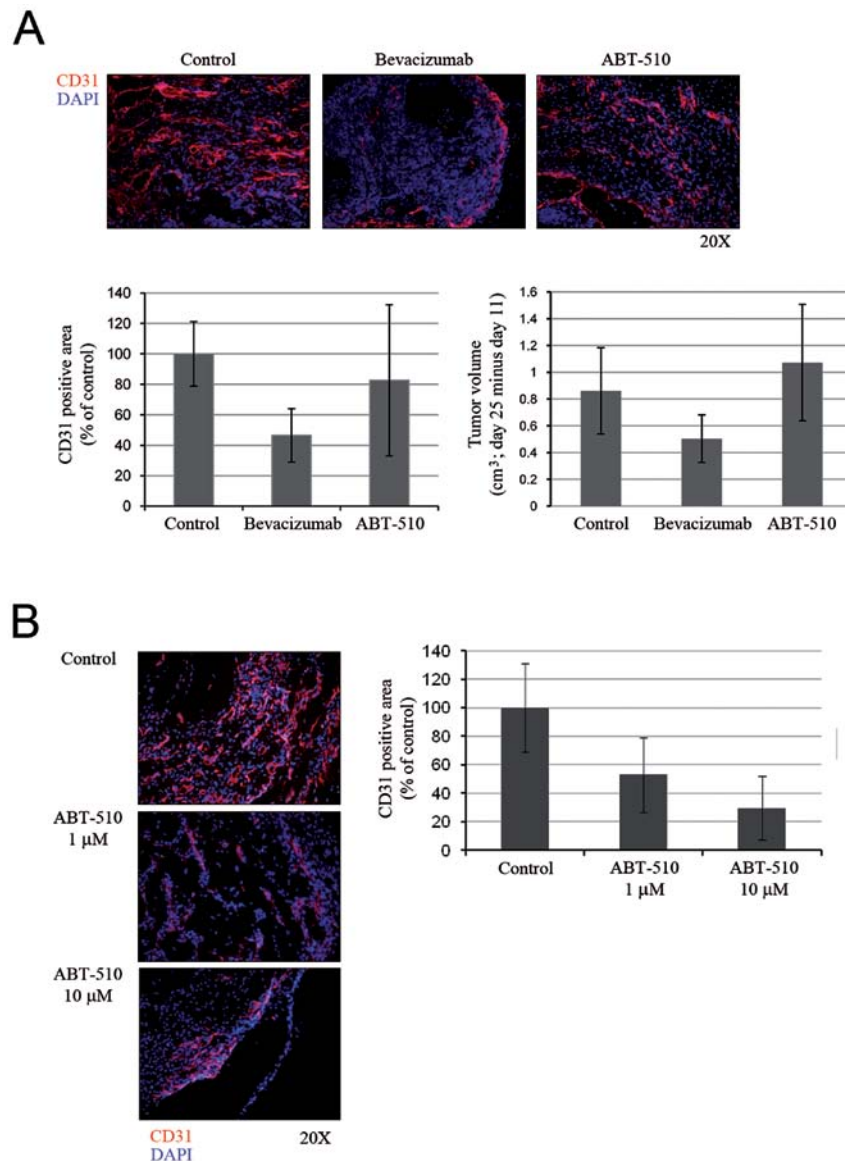 A
Control
Bevacizumab
ABT-510
CD31
DAPI
20X
CD31 positive area
(% of control)
140
120
100
80
60
40
20
0
Control
Bevacizumab
ABT-510
Tumor volume
(cm³; day 25 minus day 11)
1.6
1.4
1.2
1
0.8
0.6
0.4
0.2
0
Control
Bevacizumab
ABT-510
B
Control
ABT-510
1 µM
ABT-510
10 µM
CD31
DAPI
20X
CD31 positive area
(% of control)
140
120
100
80
60
40
20
0
Control
ABT-510
1 µM
ABT-510
10 µM